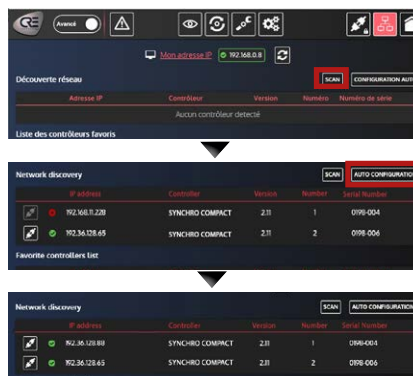 CRE Avancé
Mon adresse IP 192.168.0.8
Découverte réseau SCAN CONFIGURATION AUT
Adresse IP Contrôleur Version Numéro Numéro de série
Aucun contrôleur detecté
Liste des contrôleurs favoris
Network discovery SCAN AUTO CONFIGURATION
IP address Controller Version Number Serial Number
192.168.11.220 SYNCHRO COMPACT 2.11 1 0198-004
192.36.128.65 SYNCHRO COMPACT 2.11 2 0198-006
Favorite controllers list
Network discovery SCAN AUTO CONFIGURATION
IP address Controller Version Number Serial Number
192.36.128.88 SYNCHRO COMPACT 2.11 1 0198-004
192.36.128.65 SYNCHRO COMPACT 2.11 2 0198-006